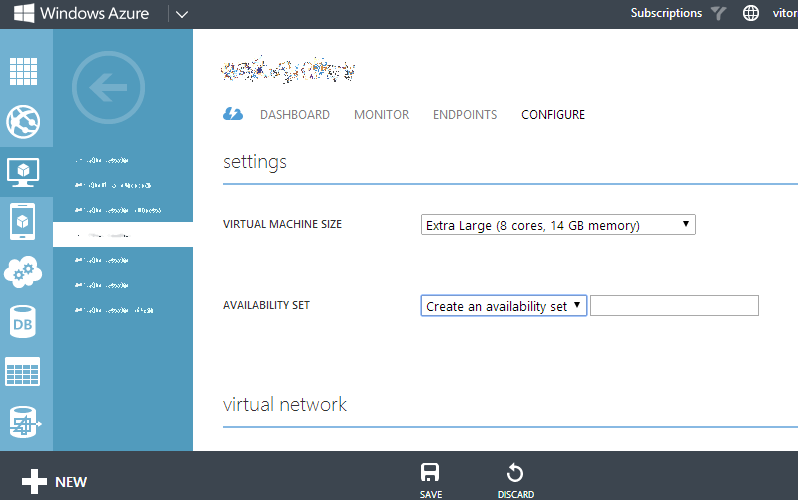 Windows Azure
Subscriptions
vitor
DASHBOARD MONITOR ENDPOINTS CONFIGURE
settings
VIRTUAL MACHINE SIZE Extra Large (8 cores, 14 GB memory)
AVAILABILITY SET Create an availability set
DB
virtual network
NEW SAVE DISCARD